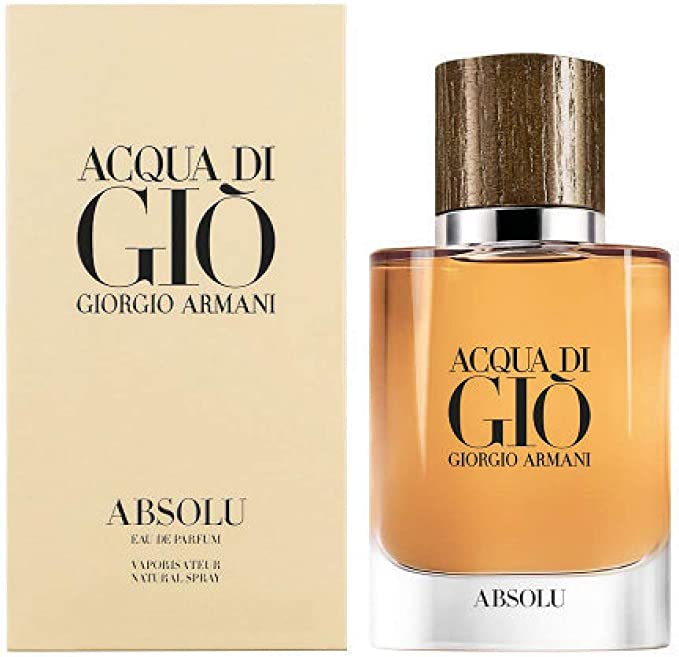 ACQUA DI
GIÒ
GIORGIO ARMANI
ABSOLU
EAU DE PARFUM
VAPORISATEUR
NATURAL SPRAY
ACQUA DI
GIÒ
GIORGIO ARMANI
ABSOLU